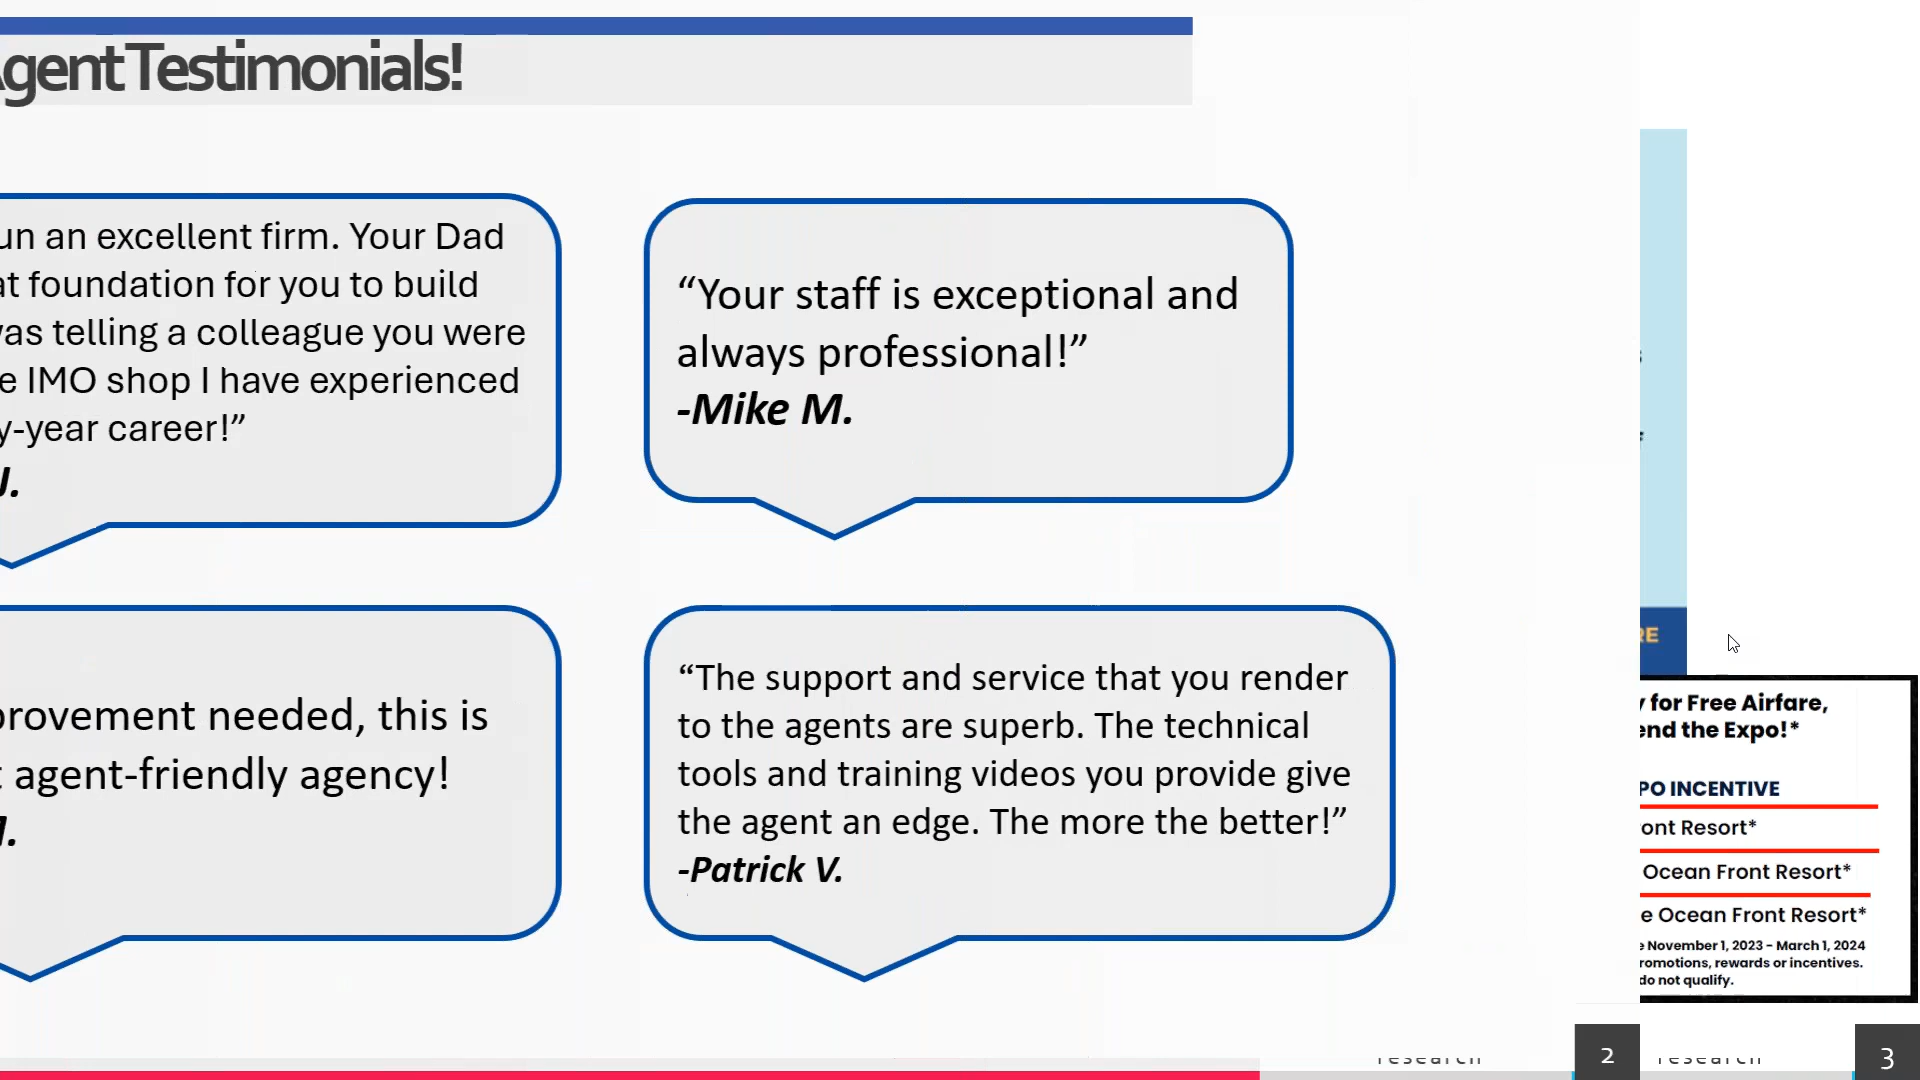 Agent Testimonials!
un an excellent firm. Your Dad
at foundation for you to build
was telling a colleague you were
e IMO shop I have experienced
y-year career!”
J.
“Your staff is exceptional and
always professional!”
-Mike M.
provement needed, this is
t agent-friendly agency!
“The support and service that you render
to the agents are superb. The technical
tools and training videos you provide give
the agent an edge. The more the better!”
-Patrick V.
RE
y for Free Airfare,
end the Expo!*
PO INCENTIVE
ont Resort*
Ocean Front Resort*
e Ocean Front Resort*
e November 1, 2023 - March 1, 2024
romotions, rewards or incentives.
do not qualify.
research
2
research
3